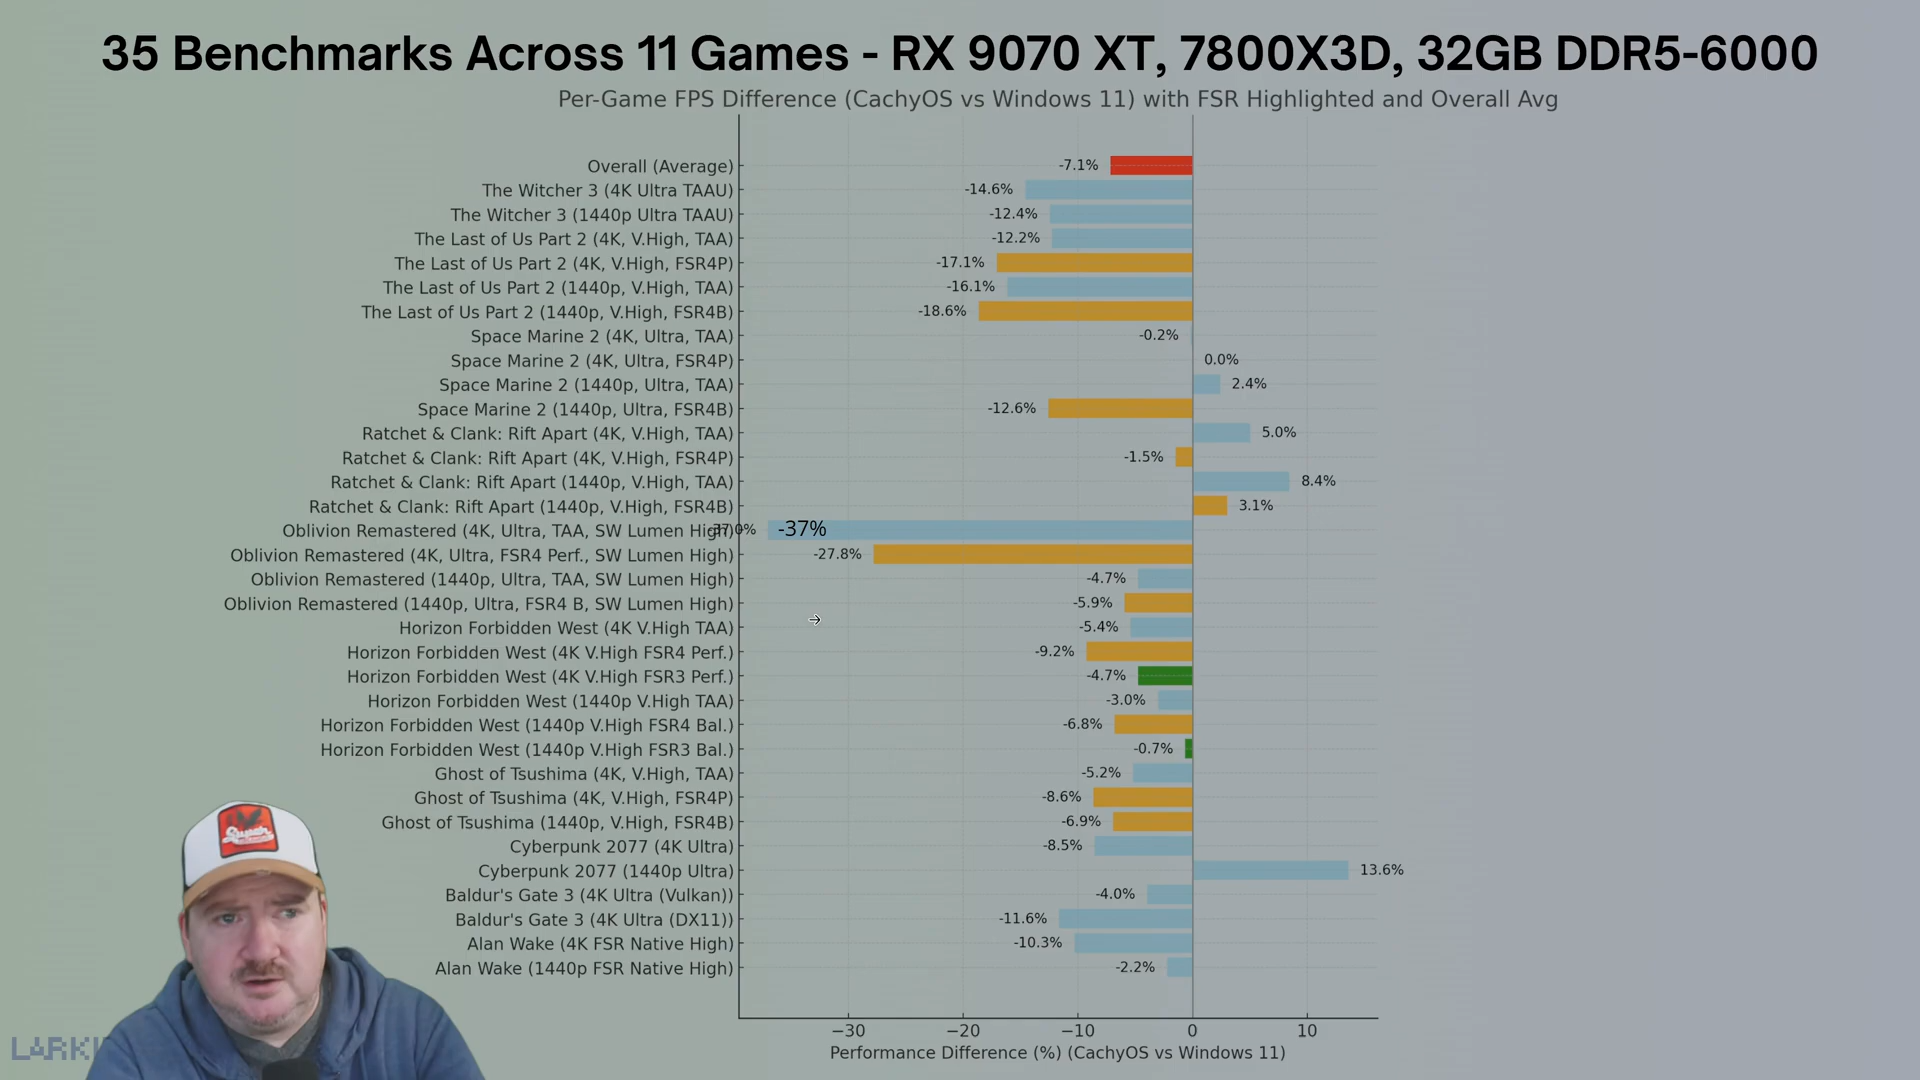 35 Benchmarks Across 11 Games - RX 9070 XT, 7800X3D, 32GB DDR5-6000
Per-Game FPS Difference (CachyOS vs Windows 11) with FSR Highlighted and Overall Avg
Overall (Average) -7.1%
The Witcher 3 (4K Ultra TAAU) -14.6%
The Witcher 3 (1440p Ultra TAAU) -12.4%
The Last of Us Part 2 (4K, V.High, TAA) -12.2%
The Last of Us Part 2 (4K, V.High, FSR4P) -17.1%
The Last of Us Part 2 (1440p, V.High, TAA) -16.1%
The Last of Us Part 2 (1440p, V.High, FSR4B) -18.6%
Space Marine 2 (4K, Ultra, TAA) -0.2%
Space Marine 2 (4K, Ultra, FSR4P) 0.0%
Space Marine 2 (1440p, Ultra, TAA) 2.4%
Space Marine 2 (1440p, Ultra, FSR4B) -12.6%
Ratchet & Clank: Rift Apart (4K, V.High, TAA) 5.0%
Ratchet & Clank: Rift Apart (4K, V.High, FSR4P) -1.5%
Ratchet & Clank: Rift Apart (1440p, V.High, TAA) 8.4%
Ratchet & Clank: Rift Apart (1440p, V.High, FSR4B) 3.1%
Oblivion Remastered (4K, Ultra, TAA, SW Lumen High) -37.0% -37%
Oblivion Remastered (4K, Ultra, FSR4 Perf., SW Lumen High) -27.8%
Oblivion Remastered (1440p, Ultra, TAA, SW Lumen High) -4.7%
Oblivion Remastered (1440p, Ultra, FSR4 B, SW Lumen High) -5.9%
Horizon Forbidden West (4K V.High TAA) -5.4%
Horizon Forbidden West (4K V.High FSR4 Perf.) -9.2%
Horizon Forbidden West (4K V.High FSR3 Perf.) -4.7%
Horizon Forbidden West (1440p V.High TAA) -3.0%
Horizon Forbidden West (1440p V.High FSR4 Bal.) -6.8%
Horizon Forbidden West (1440p V.High FSR3 Bal.) -0.7%
Ghost of Tsushima (4K, V.High, TAA) -5.2%
Ghost of Tsushima (4K, V.High, FSR4P) -8.6%
Ghost of Tsushima (1440p, V.High, FSR4B) -6.9%
Cyberpunk 2077 (4K Ultra) -8.5%
Cyberpunk 2077 (1440p Ultra) 13.6%
Baldur's Gate 3 (4K Ultra (Vulkan)) -4.0%
Baldur's Gate 3 (4K Ultra (DX11)) -11.6%
Alan Wake (4K FSR Native High) -10.3%
Alan Wake (1440p FSR Native High) -2.2%
−30 −20 −10 0 10
Performance Difference (%) (CachyOS vs Windows 11)